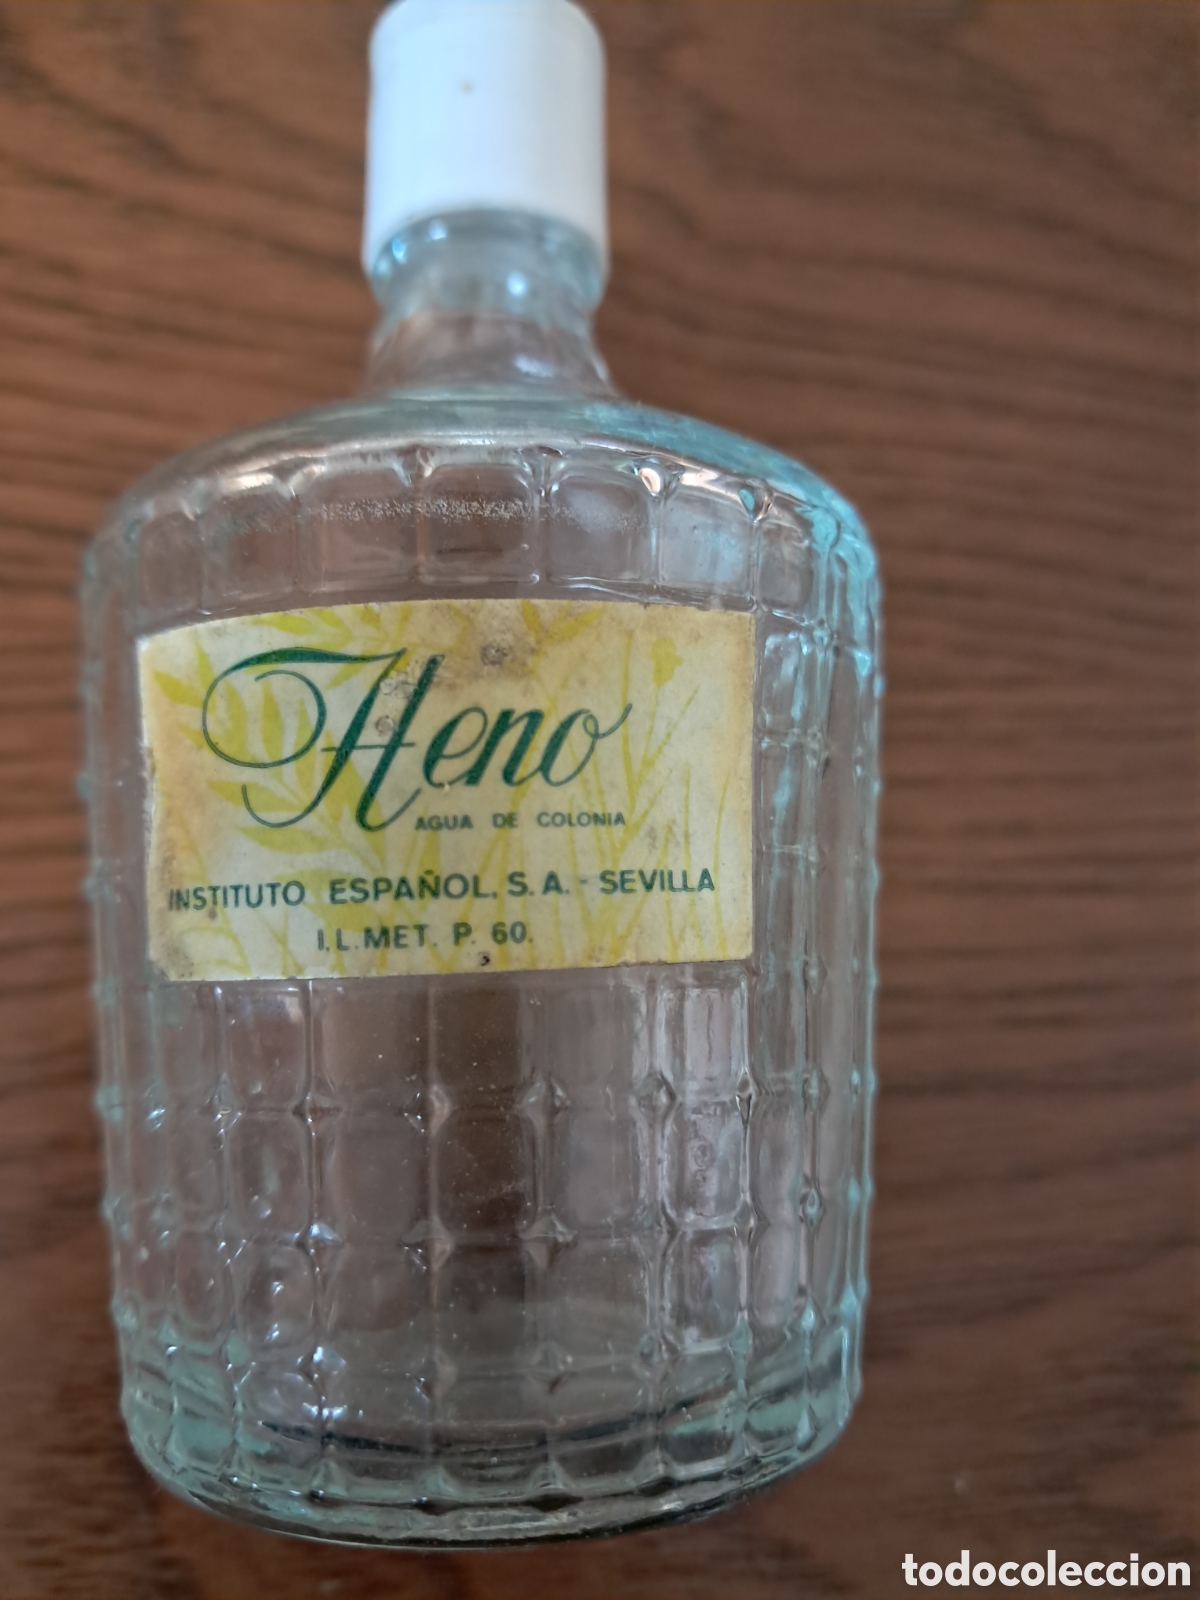 Heno
AGUA DE COLONIA
INSTITUTO ESPAÑOL. S.A. - SEVILLA
I.L.MET. P. 60.
todocoleccion